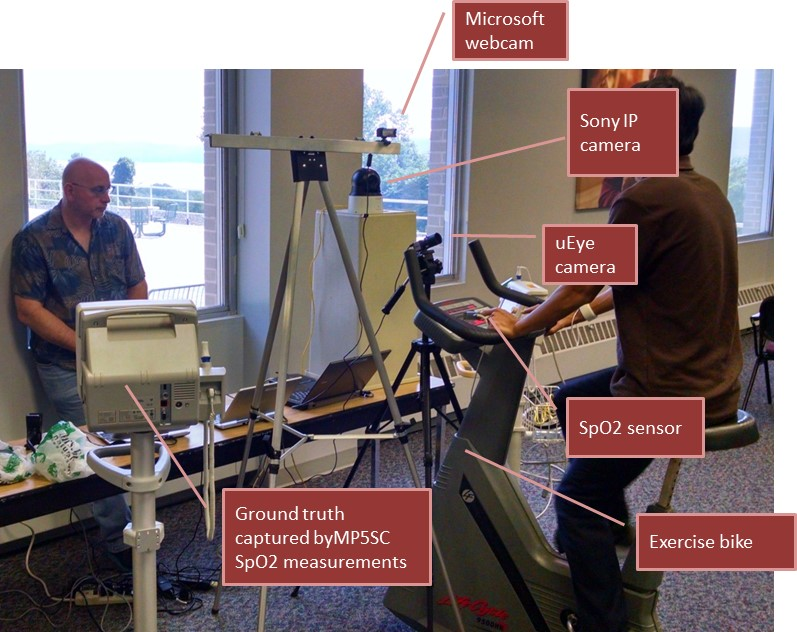 Microsoft
webcam
Sony IP
camera
uEye
camera
SpO2 sensor
Ground truth
captured byMP5SC
SpO2 measurements
Exercise bike